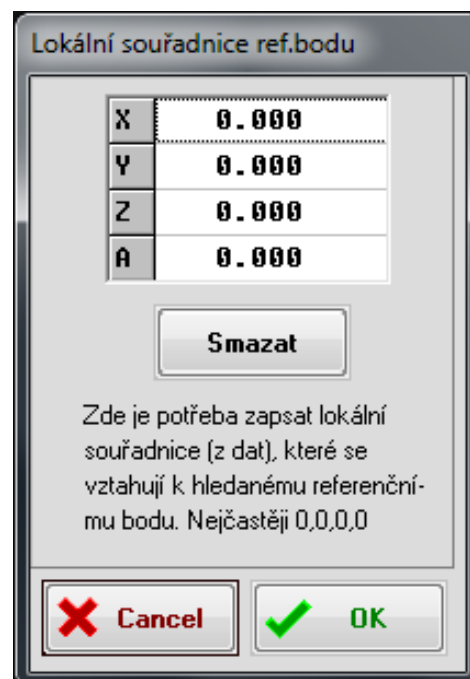 Lokální souřadnice ref.bodu
X 0.000
Y 0.000
Z 0.000
A 0.000
Smazat
Zde je potřeba zapsat lokální
souřadnice (z dat), které se
vztahují k hledanému referenční-
mu bodu. Nejčastěji 0,0,0,0
Cancel OK